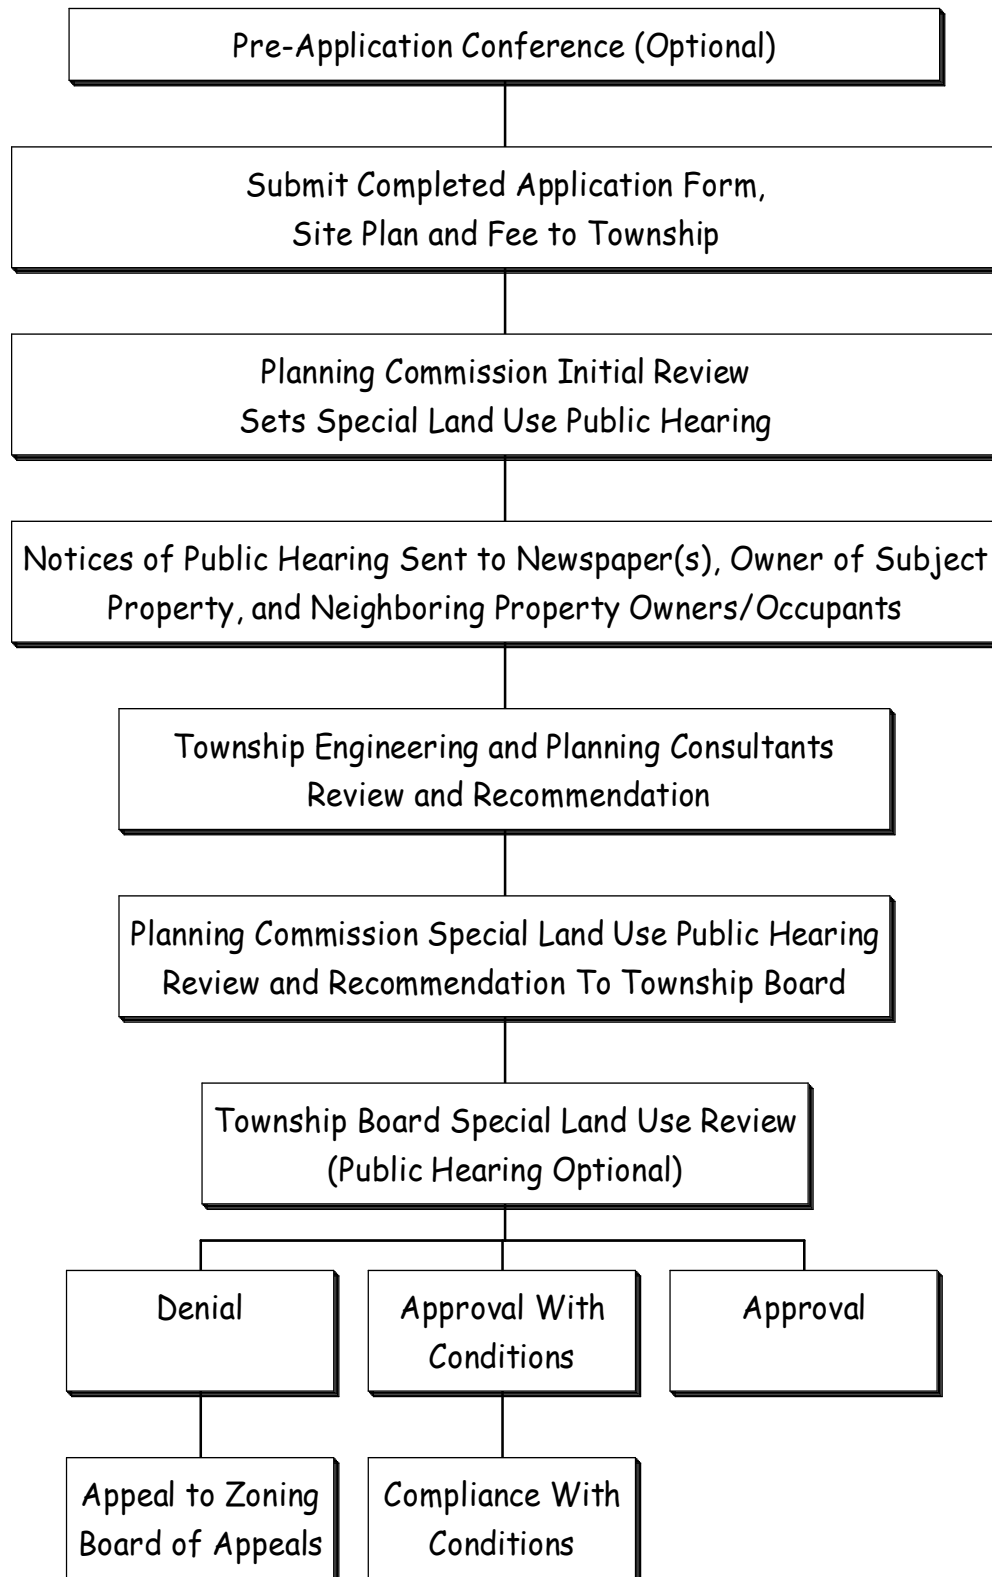 Pre-Application Conference (Optional)
Submit Completed Application Form,
Site Plan and Fee to Township
Planning Commission Initial Review
Sets Special Land Use Public Hearing
Notices of Public Hearing Sent to Newspaper(s), Owner of Subject
Property, and Neighboring Property Owners/Occupants
Township Engineering and Planning Consultants
Review and Recommendation
Planning Commission Special Land Use Public Hearing
Review and Recommendation To Township Board
Township Board Special Land Use Review
(Public Hearing Optional)
Denial
Approval With
Conditions
Approval
Appeal to Zoning
Board of Appeals
Compliance With
Conditions